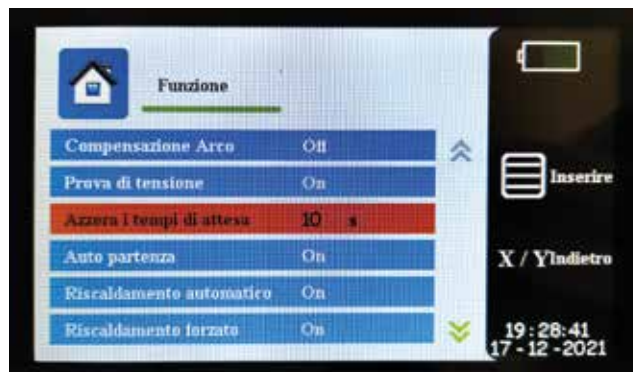 Funzione
Compensazione Arco Off
Prova di tensione On
Azzera i tempi di attesa 10 s
Auto partenza On
Riscaldamento automatico On
Riscaldamento forzato On
Inserire
X / Y Indietro
19:28:41
17-12-2021